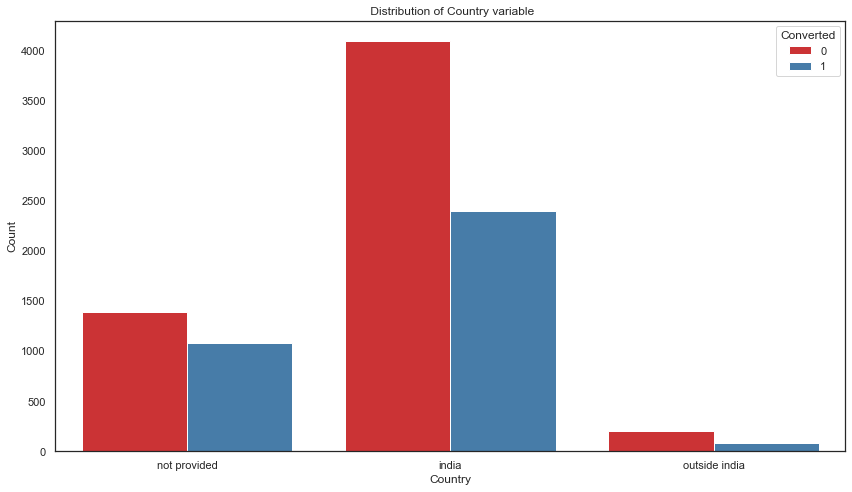 Distribution of Country variable
Converted
0
1
4000
3500
3000
2500
2000
1500
1000
500
0
Count
not provided
india
outside india
Country